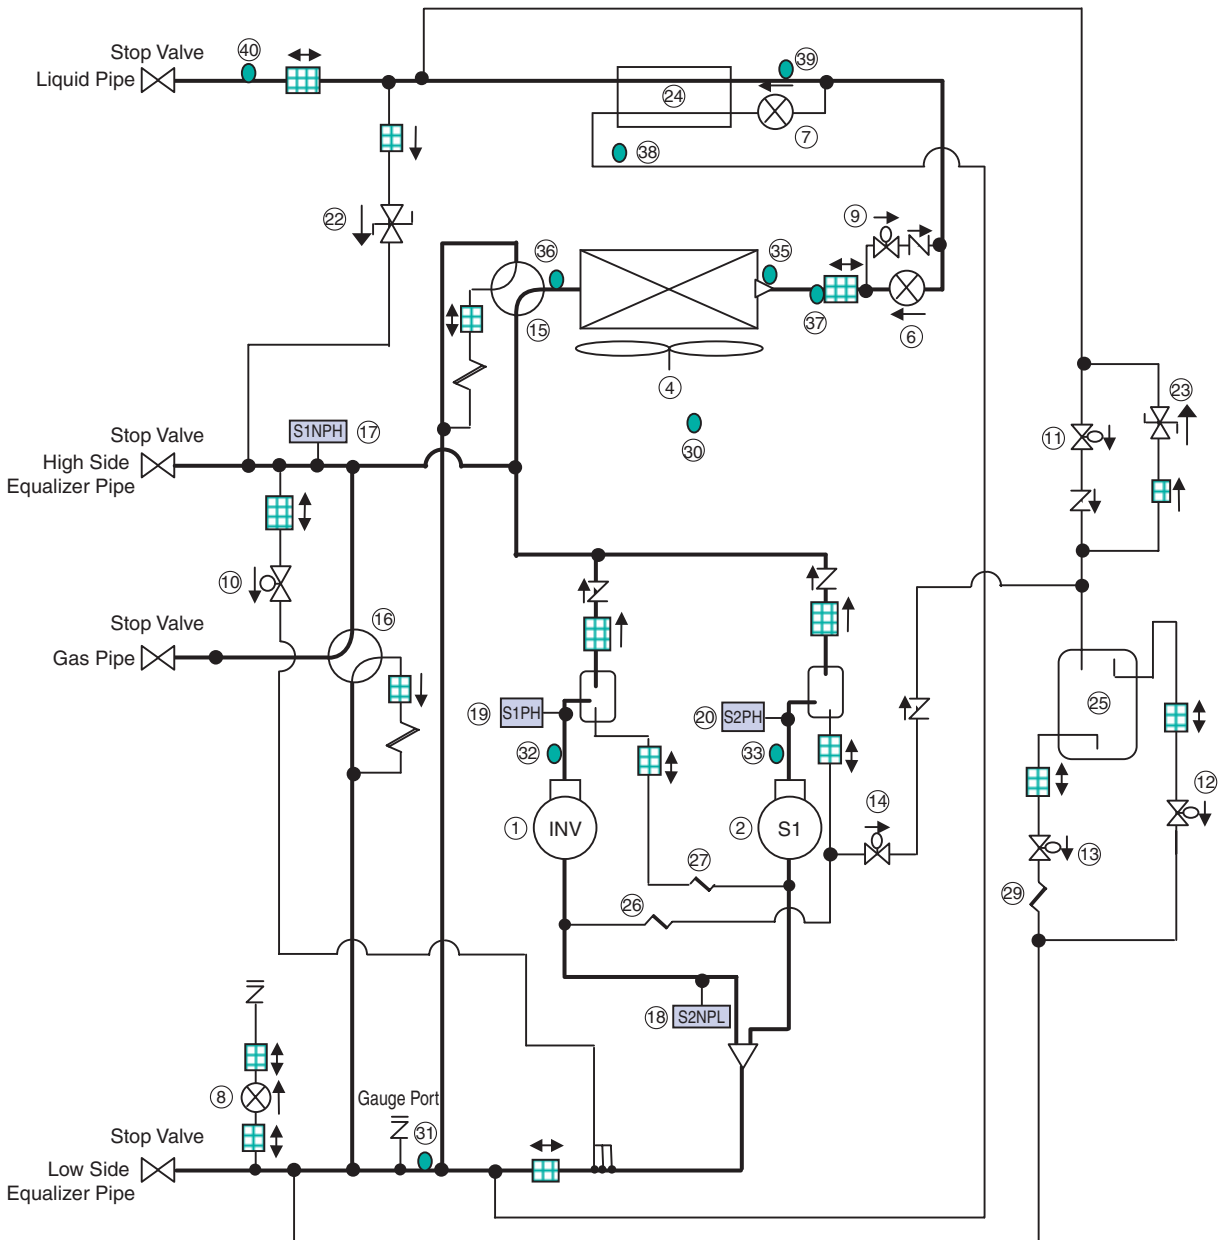 Stop Valve
40
39
Liquid Pipe
24
7
38
22
9
36
35
15
37
6
4
23
Stop Valve
S1NPH
17
30
11
High Side
Equalizer Pipe
10
16
Stop Valve
Gas Pipe
19
S1PH
20
S2PH
25
32
33
12
14
1
INV
2
S1
13
27
29
26
18
S2NPL
8
Gauge Port
31
Stop Valve
Low Side
Equalizer Pipe